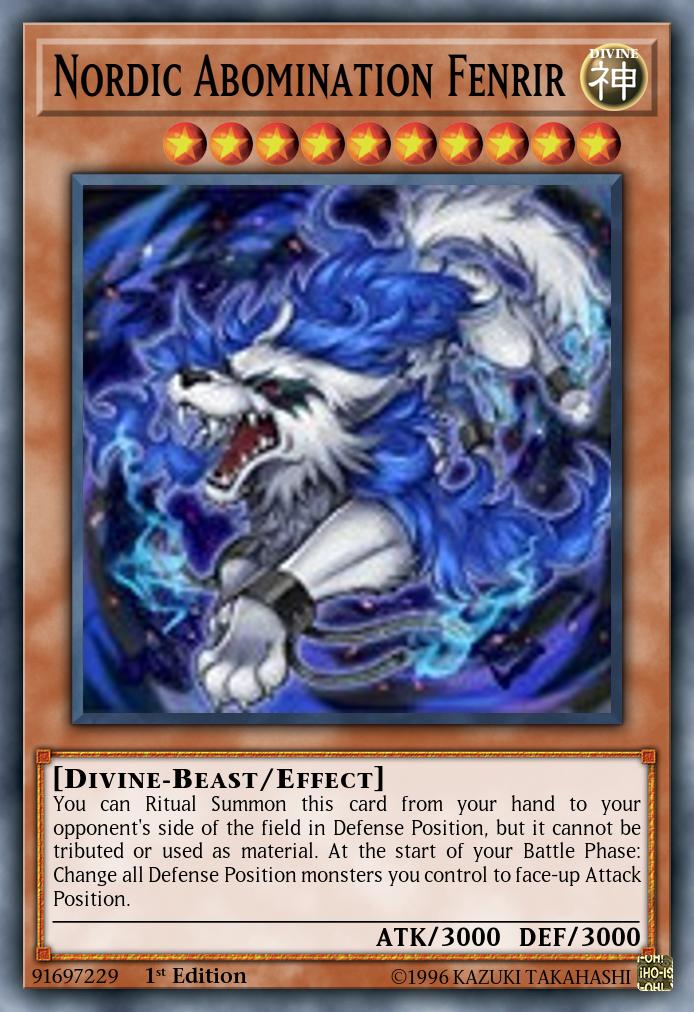 NORDIC ABOMINATION FENRIR
DIVINE
神
[DIVINE-BEAST/EFFECT]
You can Ritual Summon this card from your hand to your
opponent's side of the field in Defense Position, but it cannot be
tributed or used as material. At the start of your Battle Phase:
Change all Defense Position monsters you control to face-up Attack
Position.
ATK/3000 DEF/3000
91697229 1st Edition ©1996 KAZUKI TAKAHASHI